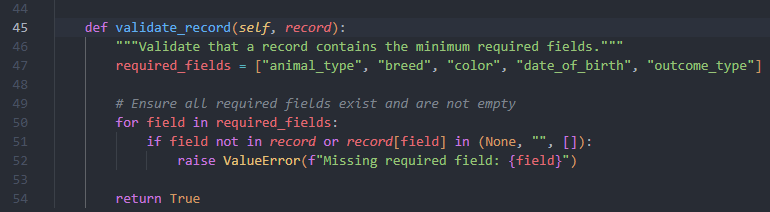 44
45 def validate_record(self, record):
46 """Validate that a record contains the minimum required fields."""
47 required_fields = ["animal_type", "breed", "color", "date_of_birth", "outcome_type"]
48
49 # Ensure all required fields exist and are not empty
50 for field in required_fields:
51 if field not in record or record[field] in (None, "", []):
52 raise ValueError(f"Missing required field: {field}")
53
54 return True